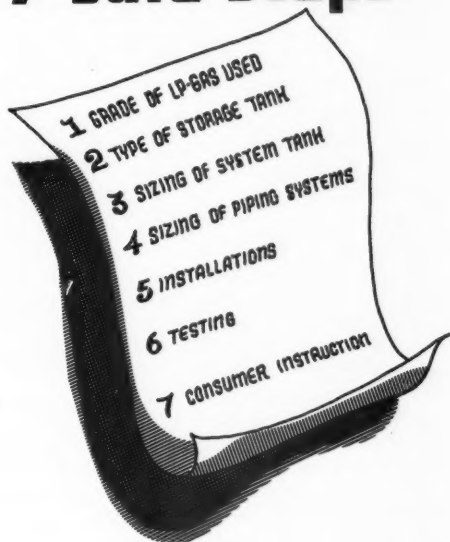 1 GRADE OF LP-GAS USED
2 TYPE OF STORAGE TANK
3 SIZING OF SYSTEM TANK
4 SIZING OF PIPING SYSTEMS
5 INSTALLATIONS
6 TESTING
7 CONSUMER INSTRUCTION